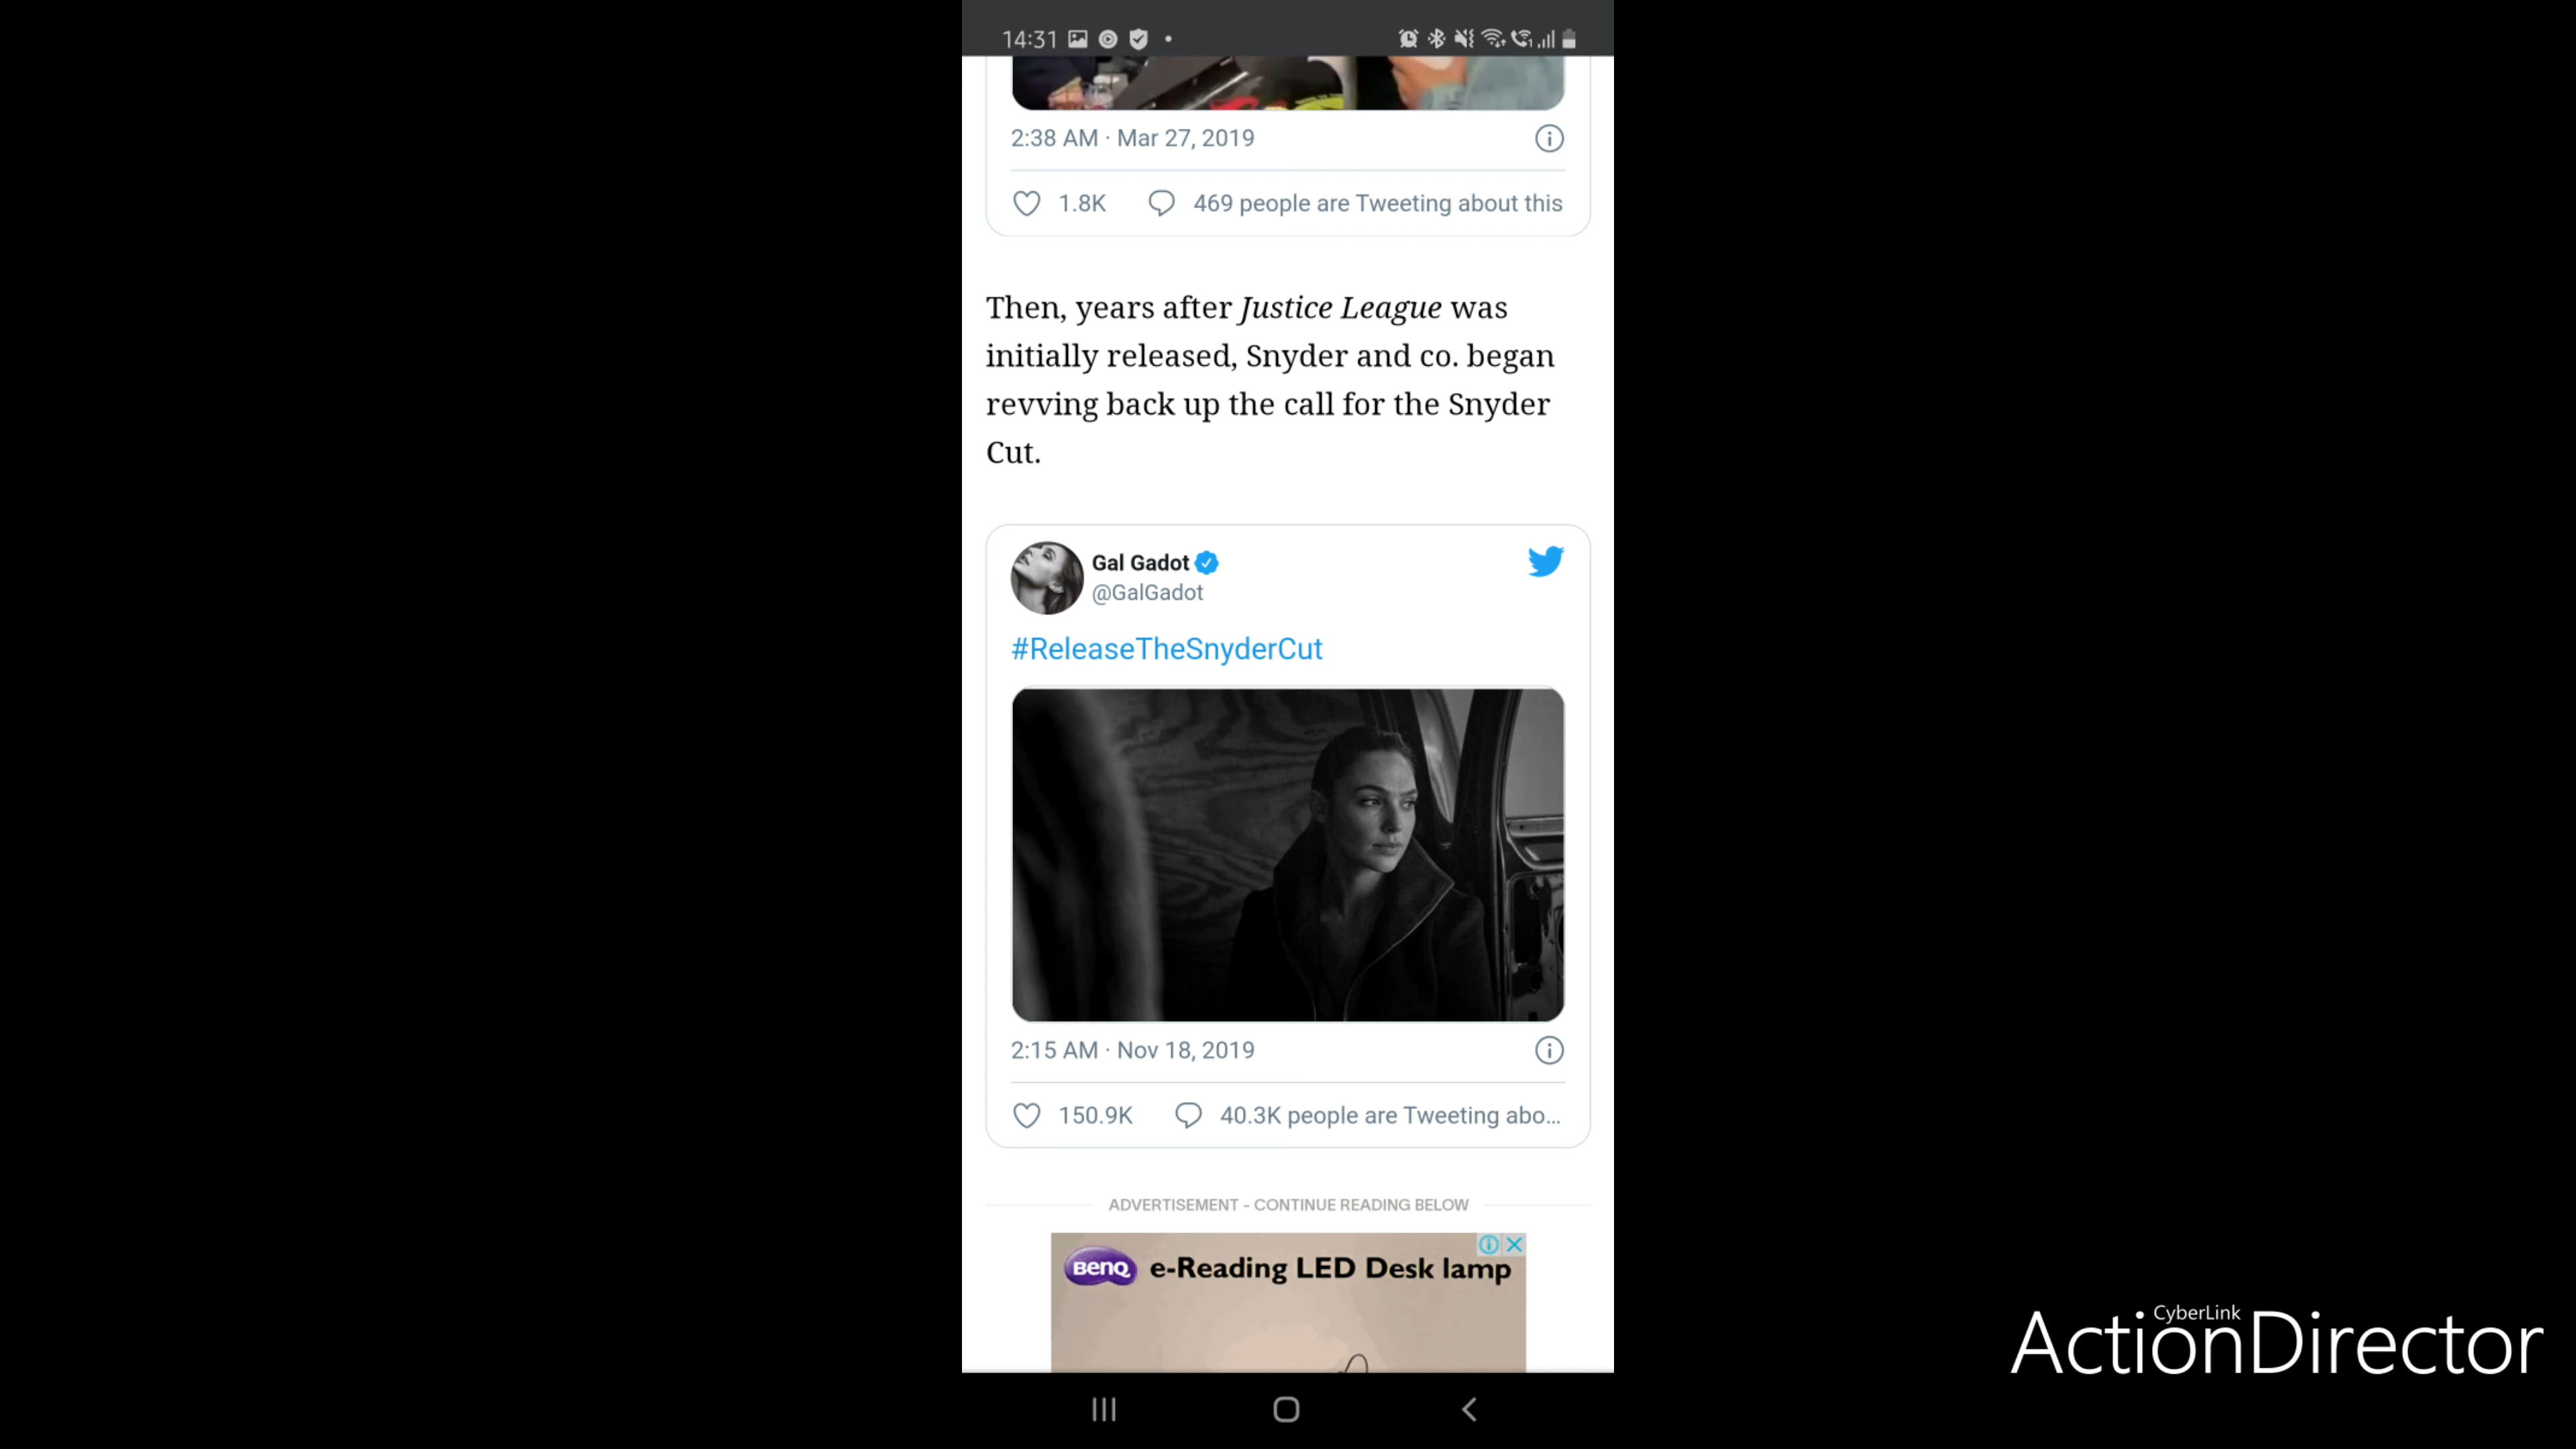 14:31
2:38 AM · Mar 27, 2019
1.8K 469 people are Tweeting about this
Then, years after Justice League was
initially released, Snyder and co. began
revving back up the call for the Snyder
Cut.
Gal Gadot
@GalGadot
#ReleaseTheSnyderCut
2:15 AM · Nov 18, 2019
150.9K 40.3K people are Tweeting abo...
ADVERTISEMENT - CONTINUE READING BELOW
BenQ e-Reading LED Desk lamp
CyberLink
ActionDirector